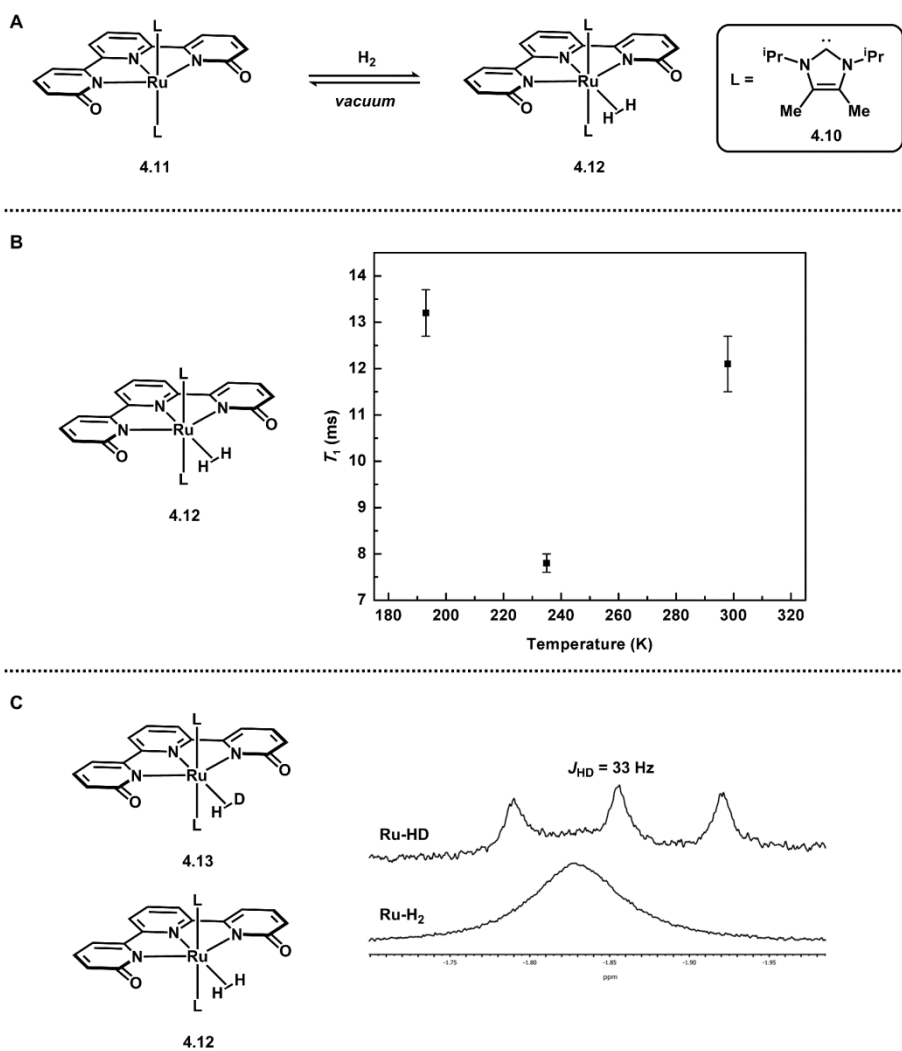 A
L
N
N
N
Ru
O
O
L
4.11
H2
vacuum
L
N
N
N
Ru
O
O
H
H
L
4.12
L =
iPr
N
N
iPr
Me
Me
4.10
B
L
N
N
N
Ru
O
O
H
H
L
4.12
T1 (ms)
14
13
12
11
10
9
8
7
180 200 220 240 260 280 300 320
Temperature (K)
C
L
N
N
N
Ru
O
O
H
D
L
4.13
L
N
N
N
Ru
O
O
H
H
L
4.12
JHD = 33 Hz
Ru-HD
Ru-H2
-1.75 -1.80 -1.85 -1.90 -1.95
ppm